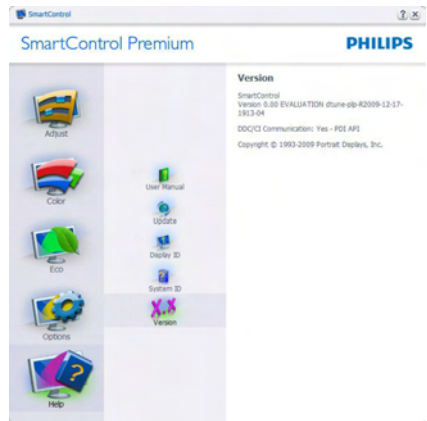 SmartControl
SmartControl Premium
PHILIPS
Adjust
Color
Eco
Options
Help
User Manual
Update
Display ID
System ID
X.X
Version
Version
SmartControl
Version 0.00 EVALUATION dtune-plp-R2009-12-17-
1913-04
DDC/CI Communication: Yes - PDI API
Copyright © 1993-2009 Portrait Displays, Inc.